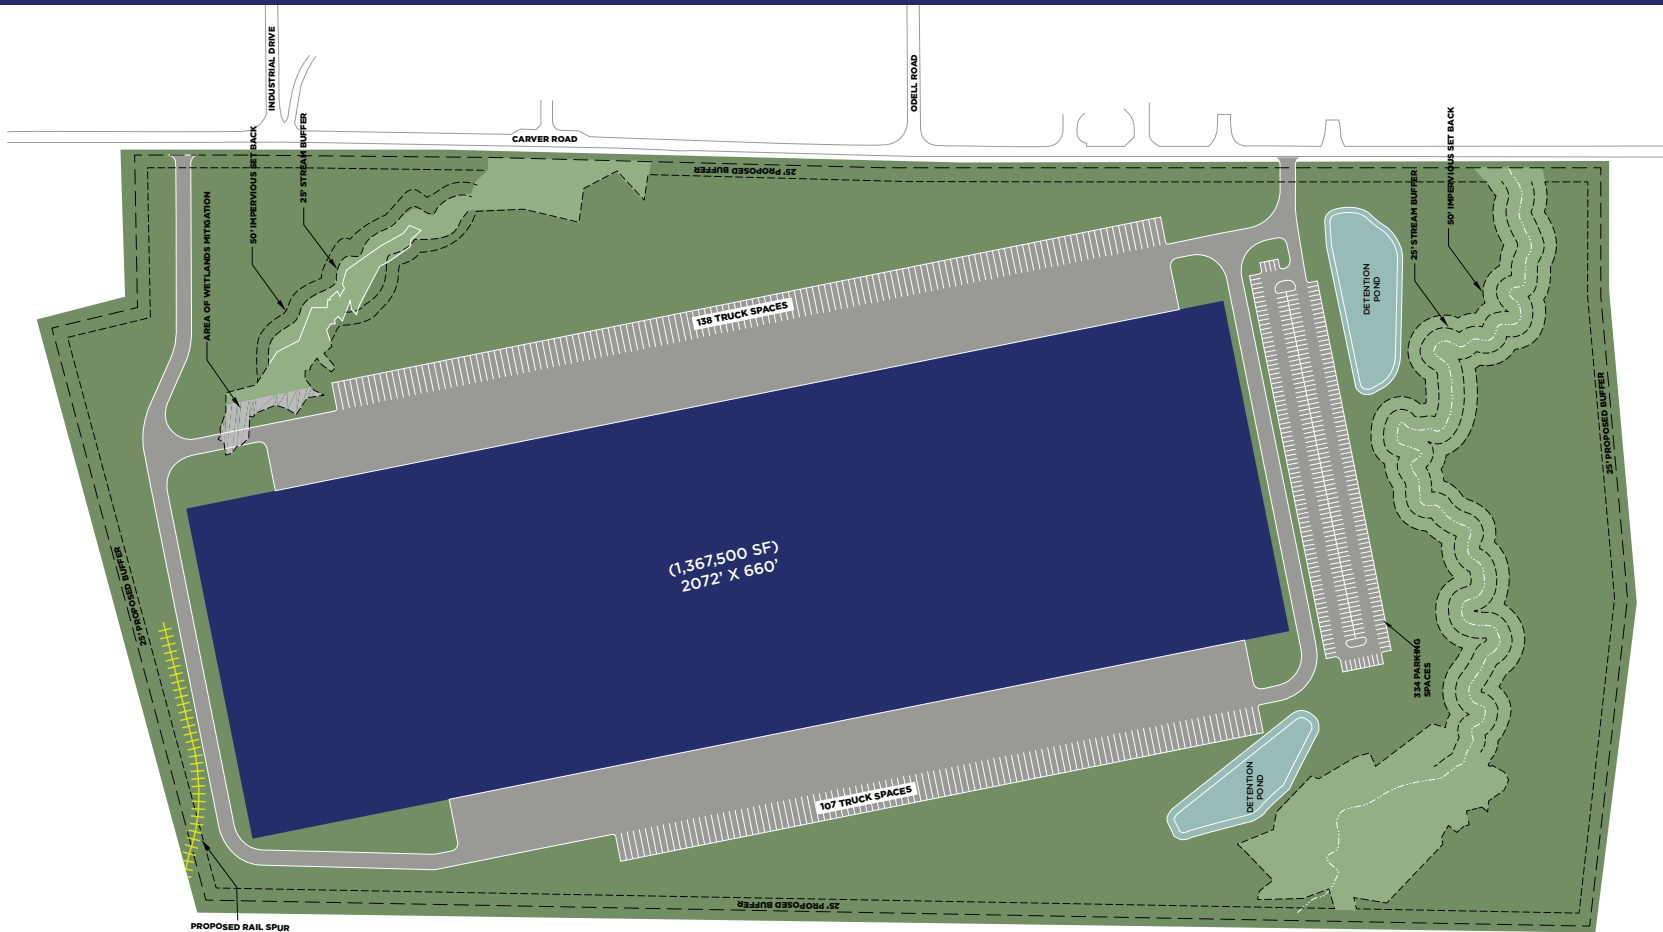 INDUSTRIAL DRIVE
ODELL ROAD
CARVER ROAD
50' IMPERVIOUS SET BACK
25' STREAM BUFFER
AREA OF WETLANDS MITIGATION
25' PROPOSED BUFFER
25' STREAM BUFFER
50' IMPERVIOUS SET BACK
DETENTION
POND
138 TRUCK SPACES
25' PROPOSED BUFFER
(1,367,500 SF)
2072' X 660'
25' PROPOSED BUFFER
334 PARKING
SPACES
107 TRUCK SPACES
DETENTION
POND
25' PROPOSED BUFFER
PROPOSED RAIL SPUR